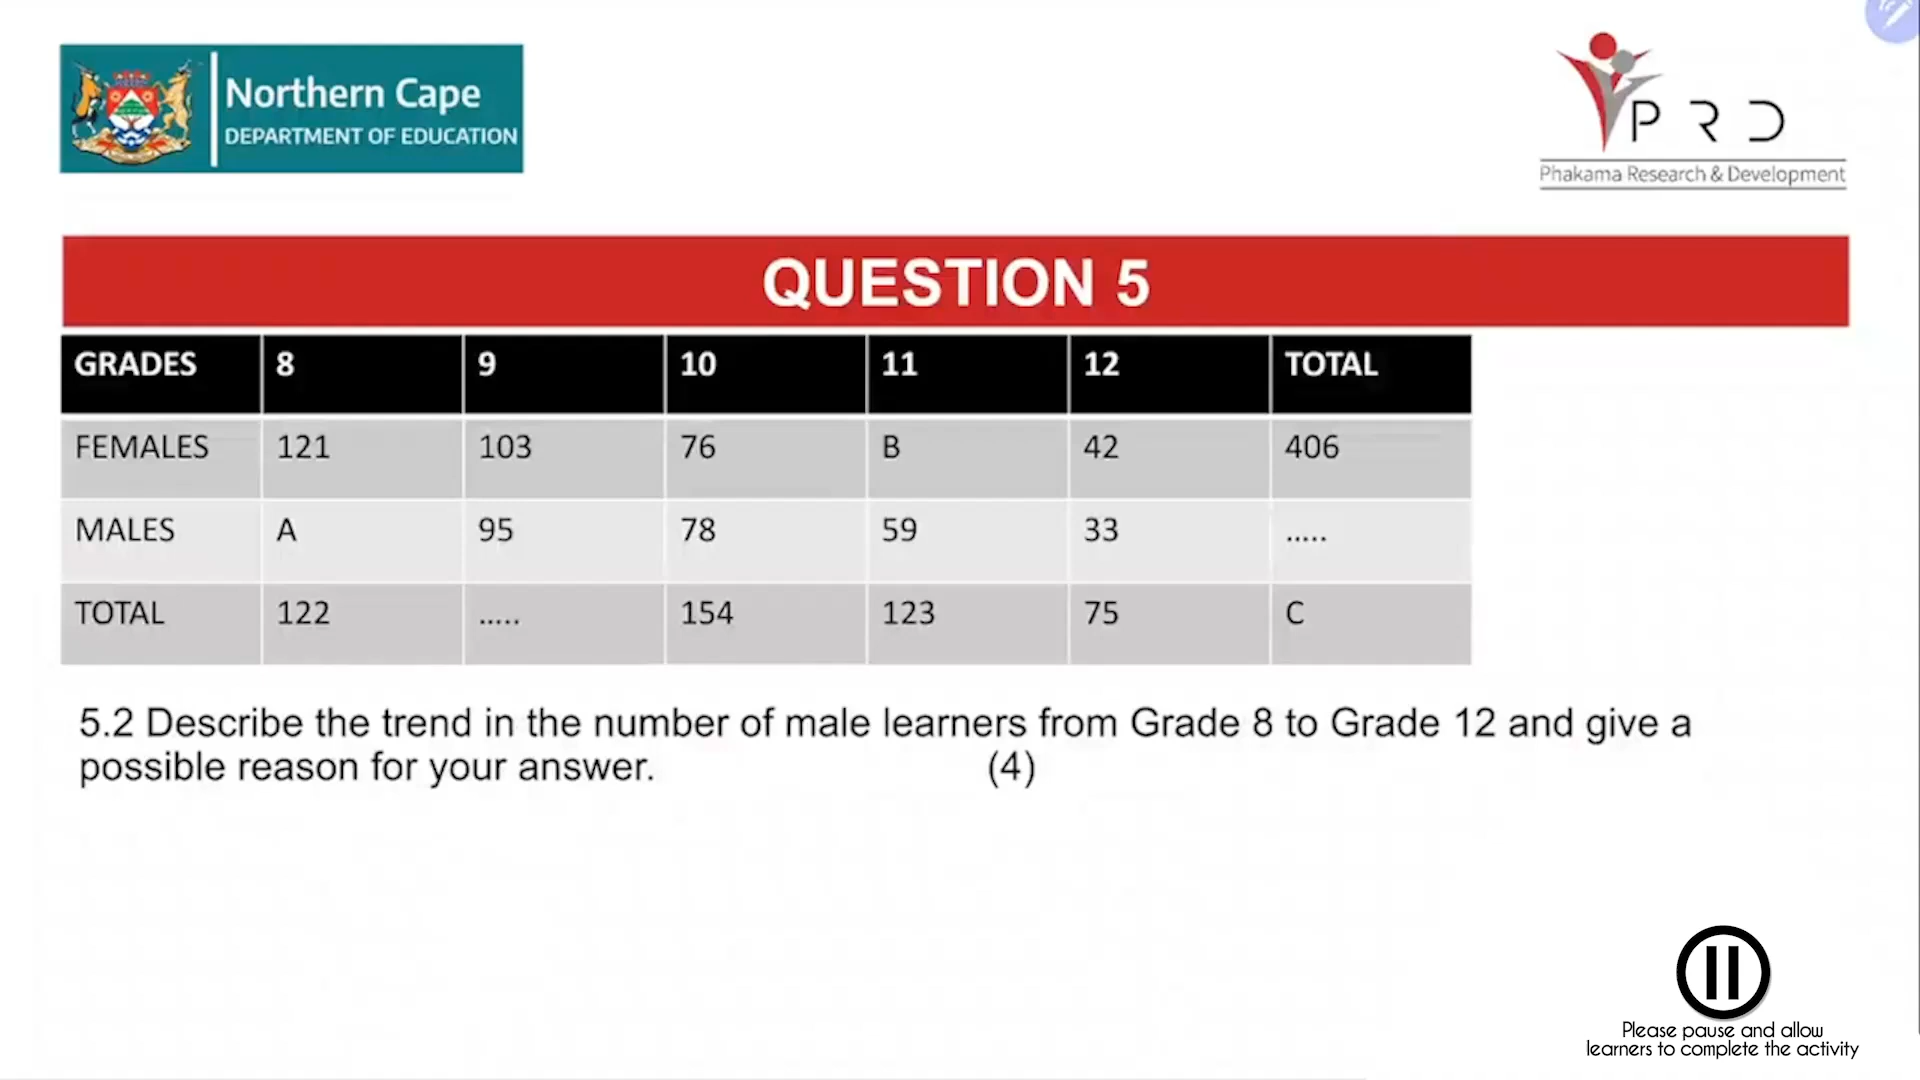 Northern Cape
DEPARTMENT OF EDUCATION
PRD
Phakama Research & Development
QUESTION 5
GRADES 8 9 10 11 12 TOTAL
FEMALES 121 103 76 B 42 406
MALES A 95 78 59 33 .....
TOTAL 122 ..... 154 123 75 C
5.2 Describe the trend in the number of male learners from Grade 8 to Grade 12 and give a
possible reason for your answer. (4)
Please pause and allow
learners to complete the activity